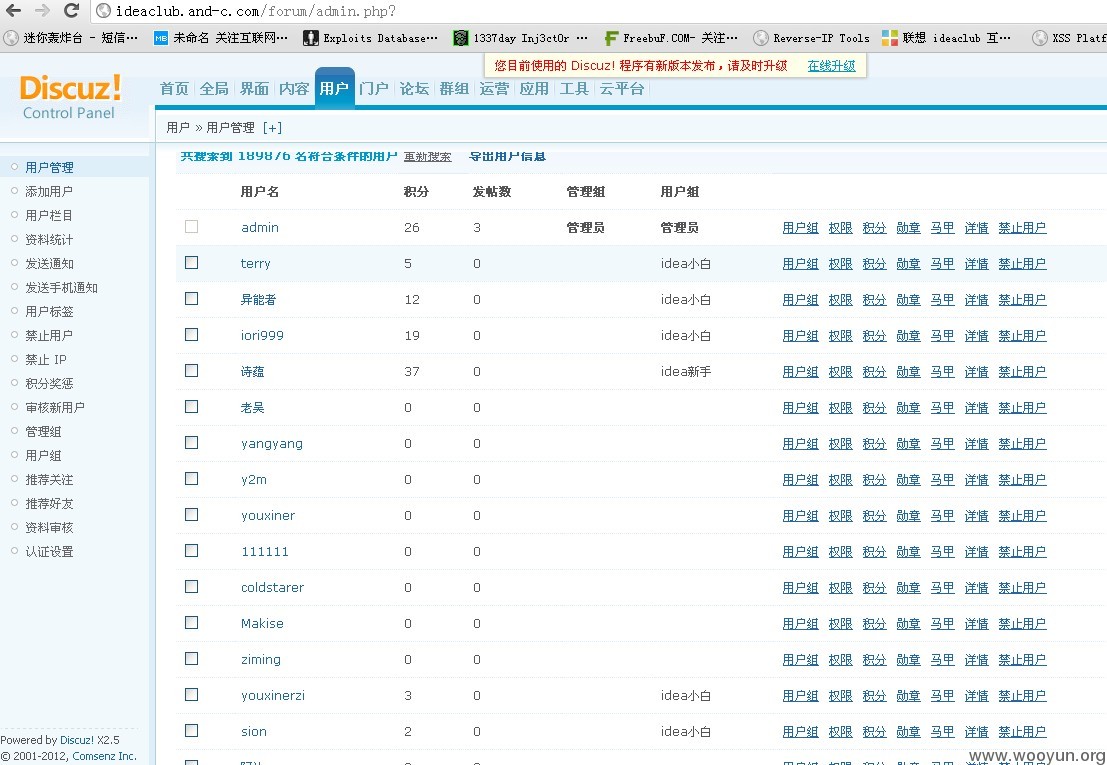 ideaclub.and-c.com/forum/admin.php?
迷你轰炸台 - 短信… 未命名 关注互联网… Exploits Database… 1337day Inj3ct0r … FreebuF.COM- 关注… Reverse-IP Tools 联想 ideaclub 互… XSS Platf
您目前使用的 Discuz! 程序有新版本发布，请及时升级 在线升级
Discuz!
Control Panel
首页 全局 界面 内容 用户 门户 论坛 群组 运营 应用 工具 云平台
用户 » 用户管理 [+]
用户管理
添加用户
用户栏目
资料统计
发送通知
发送手机通知
用户标签
禁止用户
禁止 IP
积分奖惩
审核新用户
管理组
用户组
推荐关注
推荐好友
资料审核
认证设置
Powered by Discuz! X2.5
© 2001-2012, Comsenz Inc.
共搜索到 189876 名符合条件的用户 重新搜索 导出用户信息
用户名 积分 发帖数 管理组 用户组
admin 26 3 管理员 管理员 用户组 权限 积分 勋章 马甲 详情 禁止用户
terry 5 0 idea小白 用户组 权限 积分 勋章 马甲 详情 禁止用户
异能者 12 0 idea小白 用户组 权限 积分 勋章 马甲 详情 禁止用户
iori999 19 0 idea小白 用户组 权限 积分 勋章 马甲 详情 禁止用户
诗蕴 37 0 idea新手 用户组 权限 积分 勋章 马甲 详情 禁止用户
老吴 0 0 用户组 权限 积分 勋章 马甲 详情 禁止用户
yangyang 0 0 用户组 权限 积分 勋章 马甲 详情 禁止用户
y2m 0 0 用户组 权限 积分 勋章 马甲 详情 禁止用户
youxiner 0 0 用户组 权限 积分 勋章 马甲 详情 禁止用户
111111 0 0 用户组 权限 积分 勋章 马甲 详情 禁止用户
coldstarer 0 0 用户组 权限 积分 勋章 马甲 详情 禁止用户
Makise 0 0 用户组 权限 积分 勋章 马甲 详情 禁止用户
ziming 0 0 用户组 权限 积分 勋章 马甲 详情 禁止用户
youxinerzi 3 0 idea小白 用户组 权限 积分 勋章 马甲 详情 禁止用户
sion 2 0 idea小白 用户组 权限 积分 勋章 马甲 详情 禁止用户
www.wooyun.org